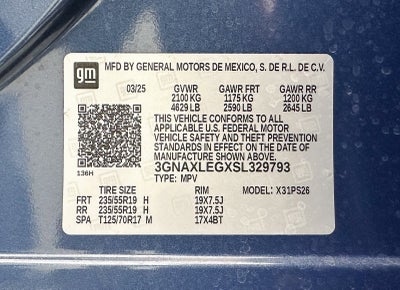 gm
MFD BY GENERAL MOTORS DE MEXICO, S. DE R.L. DE C.V.
03/25 GVWR GAWR FRT GAWR RR
2100 KG 1175 KG 1200 KG
4629 LB 2590 LB 2645 LB
THIS VEHICLE CONFORMS TO ALL
APPLICABLE U.S. FEDERAL MOTOR
VEHICLE SAFETY AND THEFT PREVENTION
STANDARDS IN EFFECT ON THE DATE OF
MANUFACTURE SHOWN ABOVE.
3GNAXLEGXSL329793
136H TYPE: MPV
TIRE SIZE RIM MODEL: X31PS26
FRT 235/55R19 H 19X7.5J
RR 235/55R19 H 19X7.5J
SPA T125/70R17 M 17X4BT